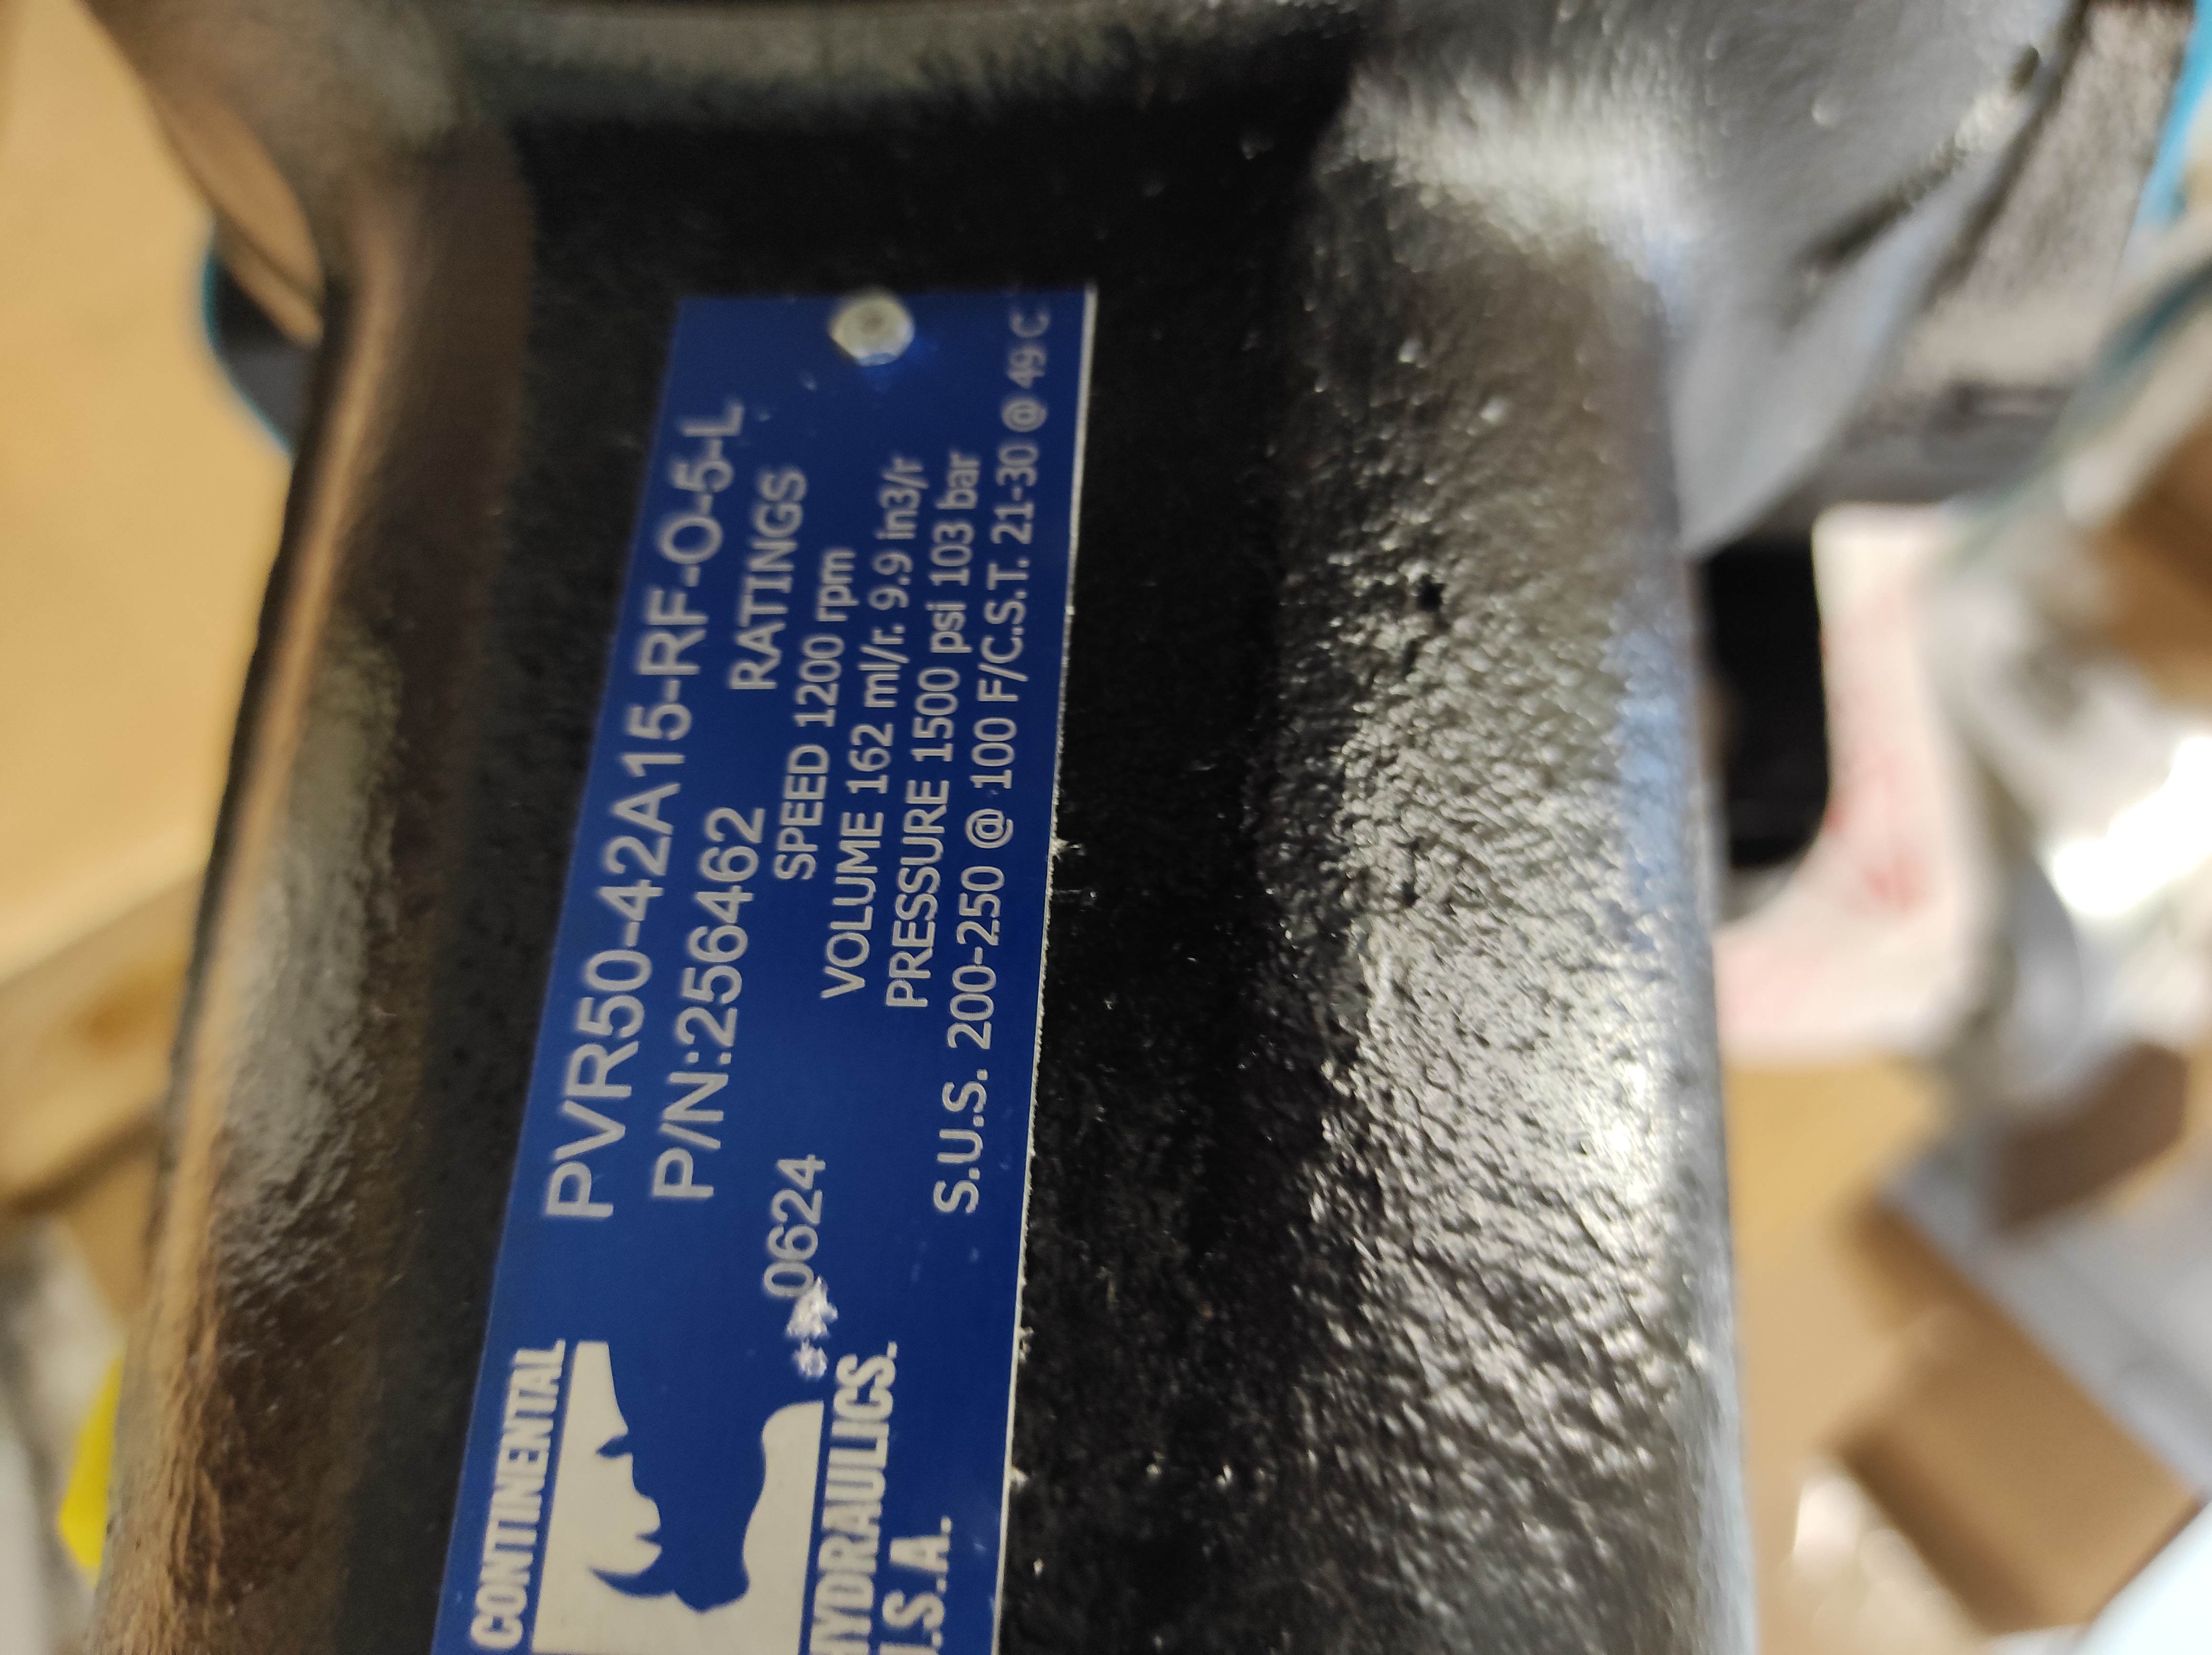 CONTINENTAL
HYDRAULICS.
U.S.A.
PVR50-42A15-RF-O-5-L
P/N:256462
0624
RATINGS
SPEED 1200 rpm
VOLUME 162 ml/r. 9.9 in3/r
PRESSURE 1500 psi 103 bar
S.U.S. 200-250 @ 100 F/C.S.T. 21-30 @ 49 C